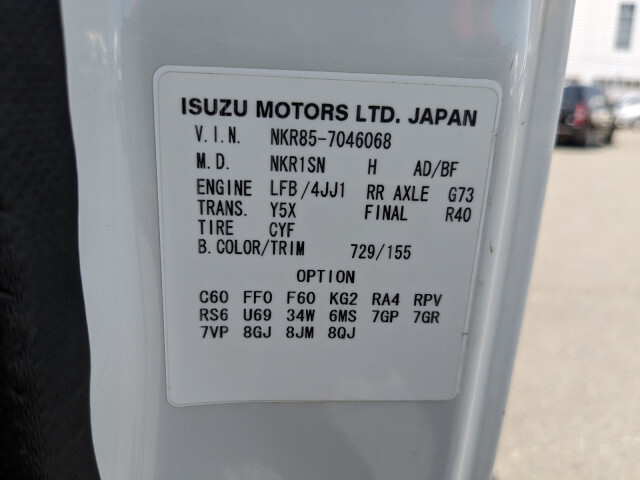 ISUZU MOTORS LTD. JAPAN
V.I.N. NKR85-7046068
M.D. NKR1SN H AD/BF
ENGINE LFB/4JJ1 RR AXLE G73
TRANS. Y5X FINAL R40
TIRE CYF
B.COLOR/TRIM 729/155
OPTION
C60 FF0 F60 KG2 RA4 RPV
RS6 U69 34W 6MS 7GP 7GR
7VP 8GJ 8JM 8QJ